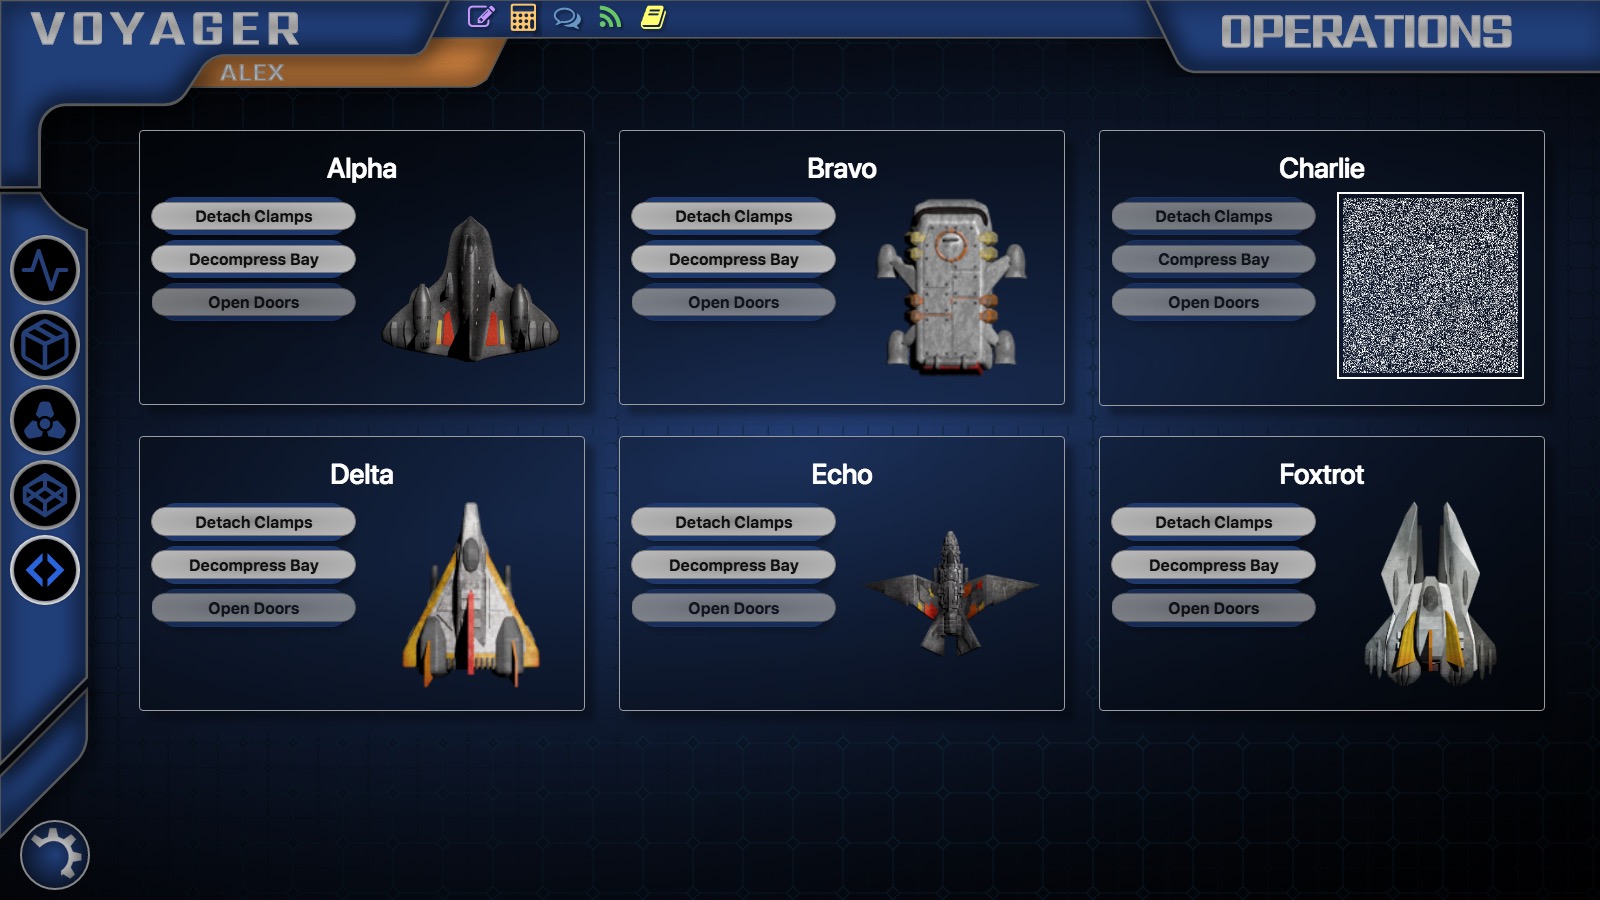 VOYAGER
OPERATIONS
ALEX
Alpha
Detach Clamps
Decompress Bay
Open Doors
Bravo
Detach Clamps
Decompress Bay
Open Doors
Charlie
Detach Clamps
Compress Bay
Open Doors
Delta
Detach Clamps
Decompress Bay
Open Doors
Echo
Detach Clamps
Decompress Bay
Open Doors
Foxtrot
Detach Clamps
Decompress Bay
Open Doors